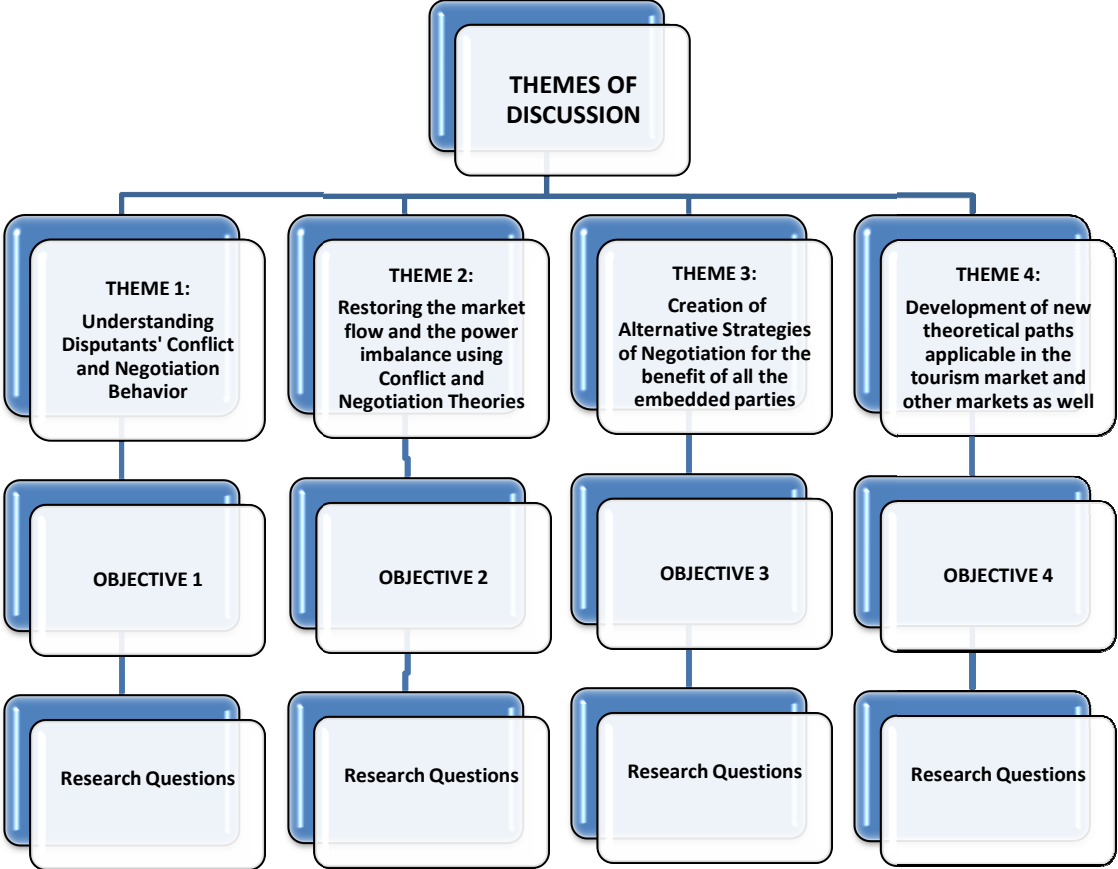 THEMES OF
DISCUSSION
THEME 1:
Understanding
Disputants' Conflict
and Negotiation
Behavior
THEME 2:
Restoring the market
flow and the power
imbalance using
Conflict and
Negotiation Theories
THEME 3:
Creation of
Alternative Strategies
of Negotiation for the
benefit of all the
embedded parties
THEME 4:
Development of new
theoretical paths
applicable in the
tourism market and
other markets as well
OBJECTIVE 1
OBJECTIVE 2
OBJECTIVE 3
OBJECTIVE 4
Research Questions
Research Questions
Research Questions
Research Questions